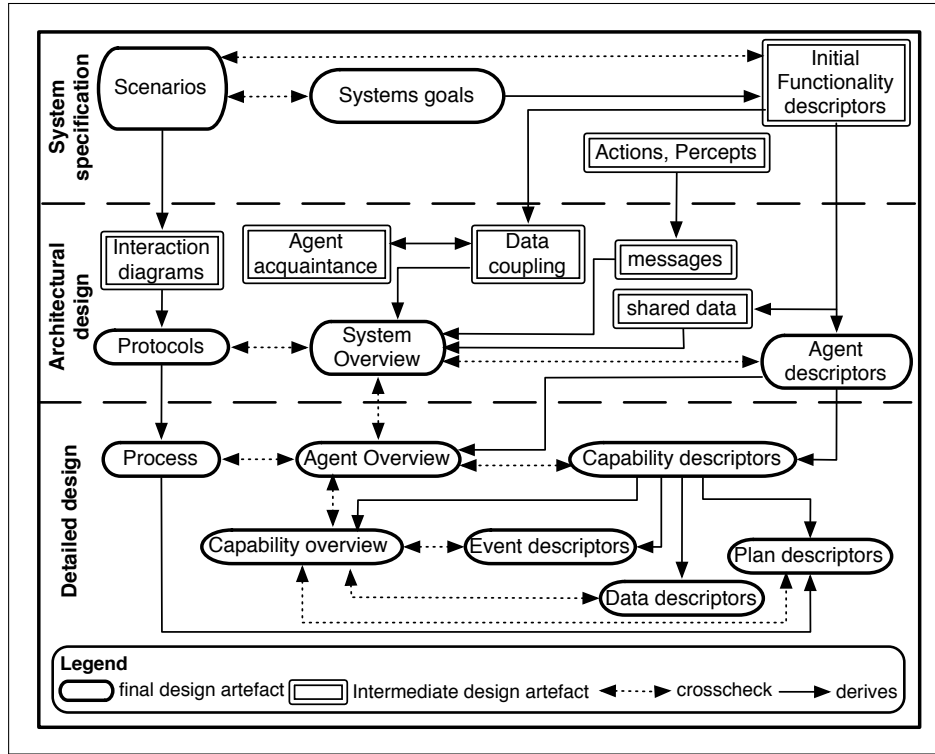 System
specification
Scenarios
Systems goals
Initial
Functionality
descriptors
Actions, Percepts
Architectural
design
Interaction
diagrams
Agent
acquaintance
Data
coupling
messages
shared data
Protocols
System
Overview
Agent
descriptors
Detailed design
Process
Agent Overview
Capability descriptors
Capability overview
Event descriptors
Plan descriptors
Data descriptors
Legend
final design artefact
Intermediate design artefact
crosscheck
derives